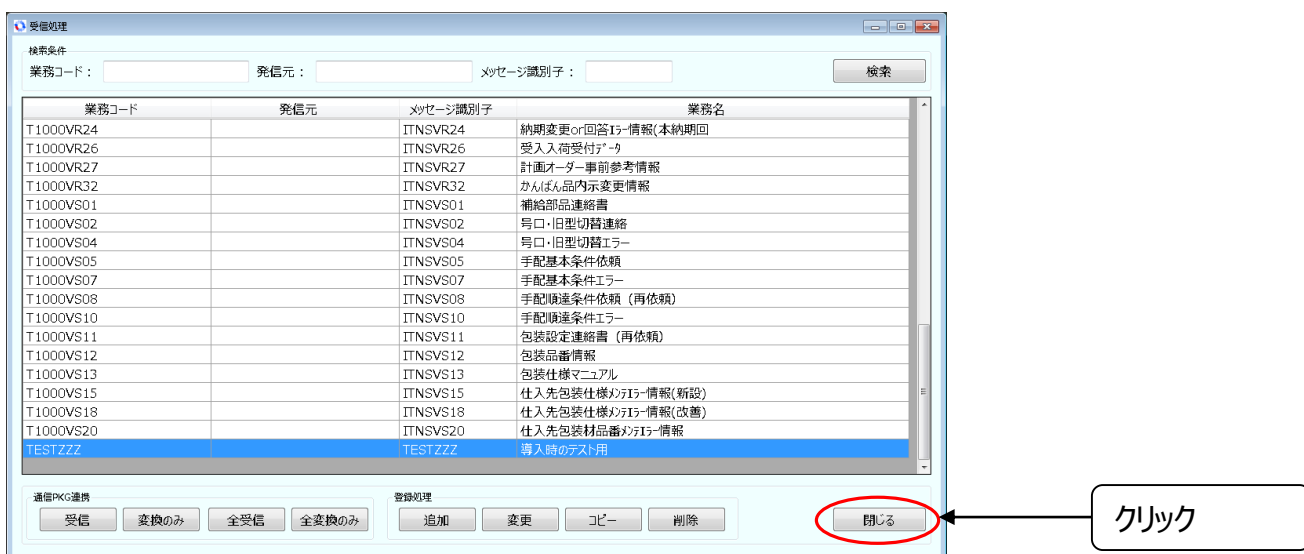 受信処理
検索条件
業務コード： 発信元： メッセージ識別子： 検索
業務コード 発信元 メッセージ識別子 業務名
T1000VR24 ITNSVR24 納期変更or回答ｴﾗｰ情報(本納期回
T1000VR26 ITNSVR26 受入入荷受付ﾃﾞｰﾀ
T1000VR27 ITNSVR27 計画オーダー事前参考情報
T1000VR32 ITNSVR32 かんばん品内示変更情報
T1000VS01 ITNSVS01 補給部品連絡書
T1000VS02 ITNSVS02 号口・旧型切替連絡
T1000VS04 ITNSVS04 号口・旧型切替エラー
T1000VS05 ITNSVS05 手配基本条件依頼
T1000VS07 ITNSVS07 手配基本条件エラー
T1000VS08 ITNSVS08 手配順達条件依頼（再依頼）
T1000VS10 ITNSVS10 手配順達条件エラー
T1000VS11 ITNSVS11 包装設定連絡書（再依頼）
T1000VS12 ITNSVS12 包装品番情報
T1000VS13 ITNSVS13 包装仕様マニュアル
T1000VS15 ITNSVS15 仕入先包装仕様ﾒﾝﾃｴﾗｰ情報(新設)
T1000VS18 ITNSVS18 仕入先包装仕様ﾒﾝﾃｴﾗｰ情報(改善)
T1000VS20 ITNSVS20 仕入先包装材品番ﾒﾝﾃｴﾗｰ情報
TESTZZZ TESTZZZ 導入時のテスト用
通信PKG連携 登録処理
受信 変換のみ 全受信 全変換のみ 追加 変更 コピー 削除 閉じる
クリック